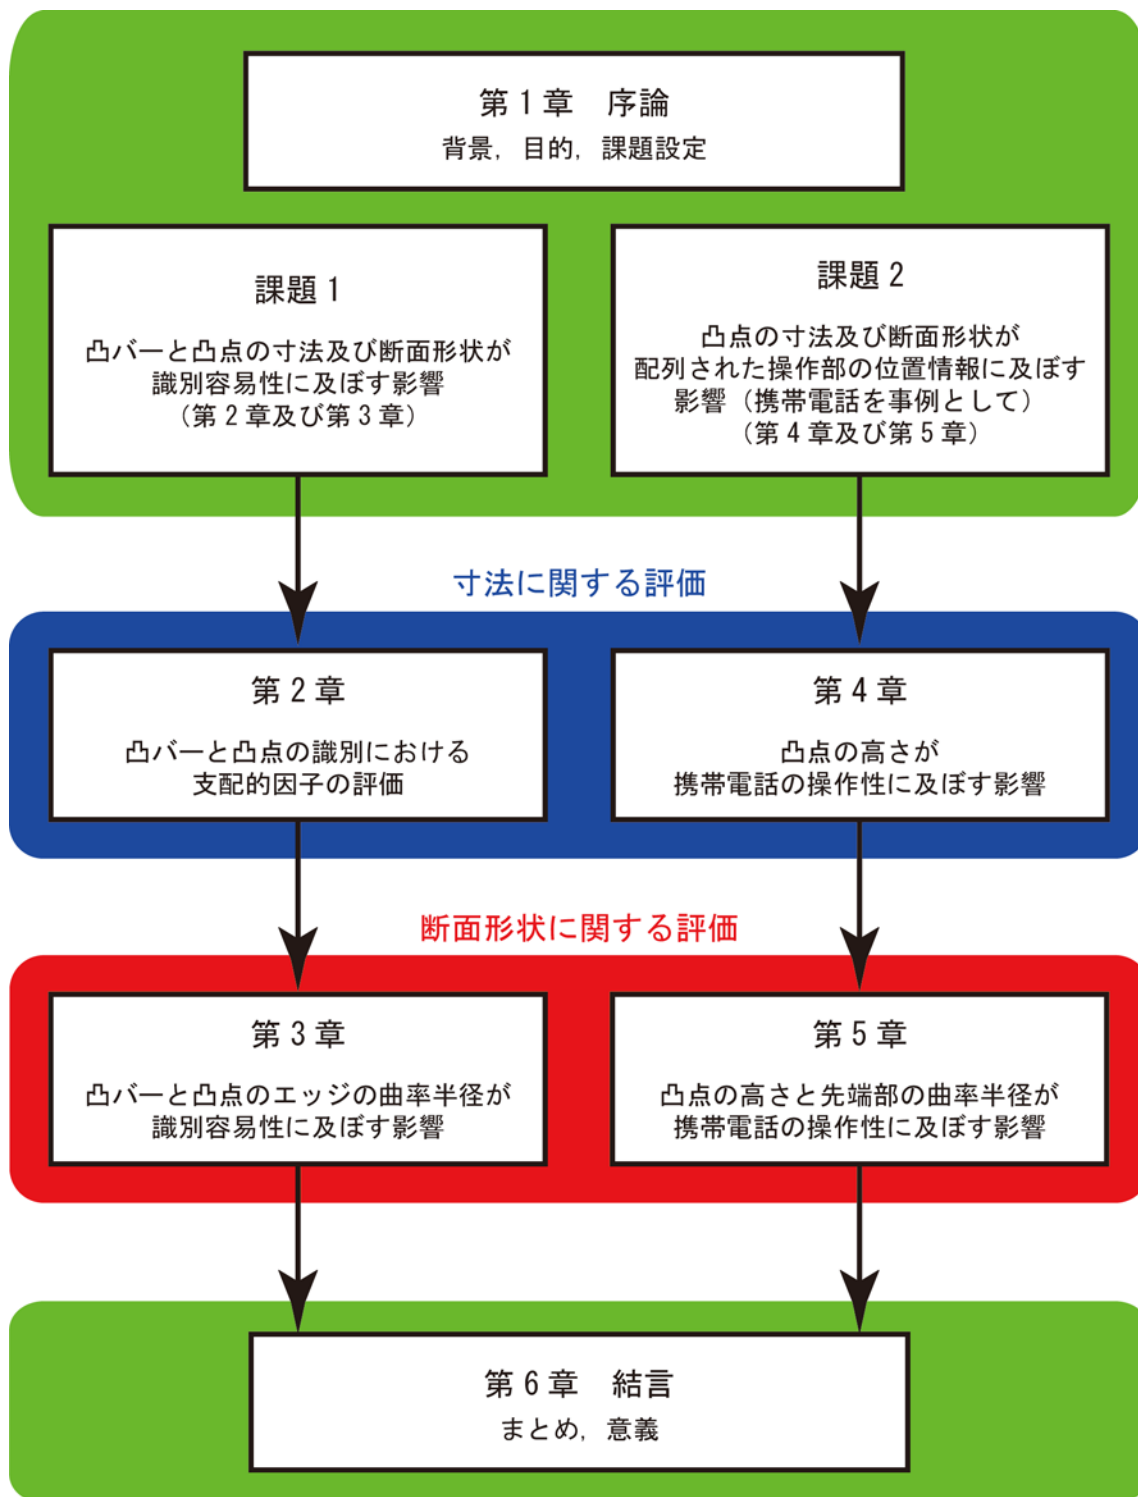 第1章　序論
背景，目的，課題設定
課題1
凸バーと凸点の寸法及び断面形状が
識別容易性に及ぼす影響
（第2章及び第3章）
課題2
凸点の寸法及び断面形状が
配列された操作部の位置情報に及ぼす
影響（携帯電話を事例として）
（第4章及び第5章）
寸法に関する評価
第2章
凸バーと凸点の識別における
支配的因子の評価
第4章
凸点の高さが
携帯電話の操作性に及ぼす影響
断面形状に関する評価
第3章
凸バーと凸点のエッジの曲率半径が
識別容易性に及ぼす影響
第5章
凸点の高さと先端部の曲率半径が
携帯電話の操作性に及ぼす影響
第6章　結言
まとめ，意義